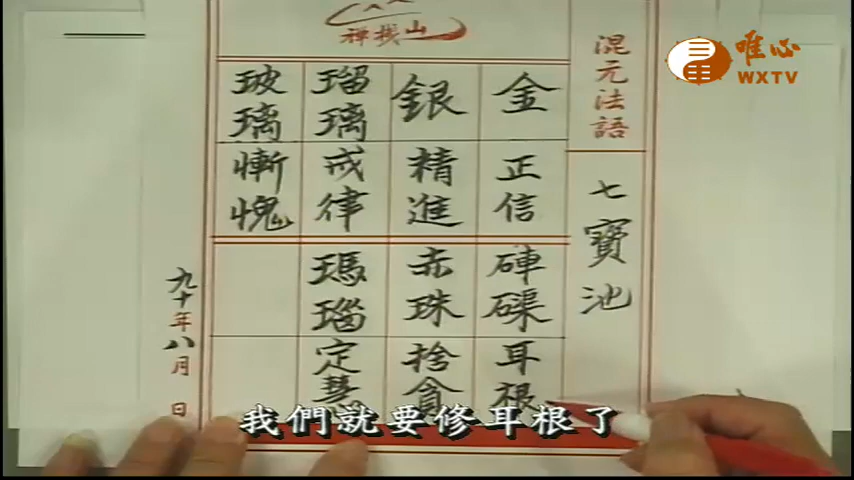 禪機山
唯心
WXTV
混元法語
七寶池
金
正信
銀
精進
瑠璃
戒律
玻璃
慚愧
硨磲
耳根
赤珠
捨貪
瑪瑙
定慧
九十年八月 日
我們就要修耳根了